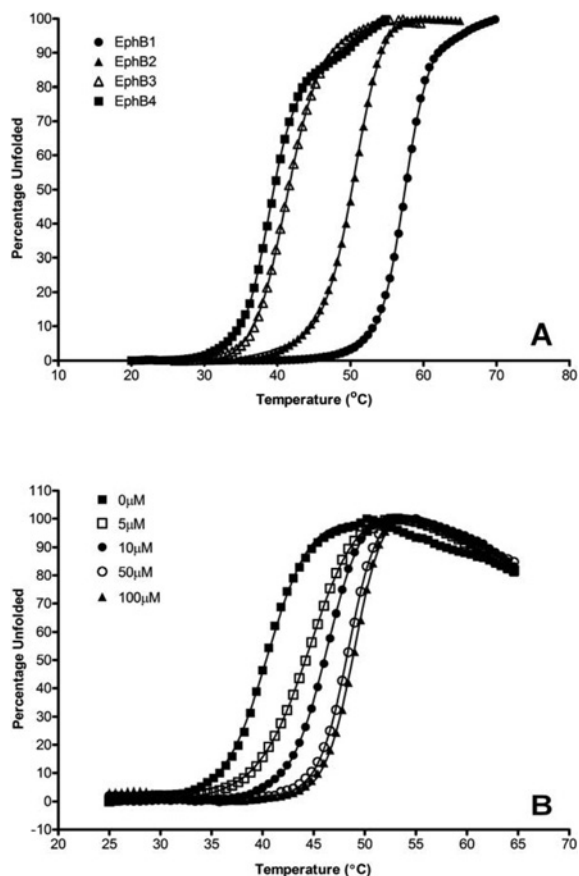 100
90
80
70
60
50
40
30
20
10
0
Percentage Unfolded
EphB1
EphB2
EphB3
EphB4
10 20 30 40 50 60 70 80
Temperature (°C)
A
110
100
90
80
70
60
50
40
30
20
10
0
-10
Percentage Unfolded
0μM
5μM
10μM
50μM
100μM
20 25 30 35 40 45 50 55 60 65 70
Temperature (°C)
B